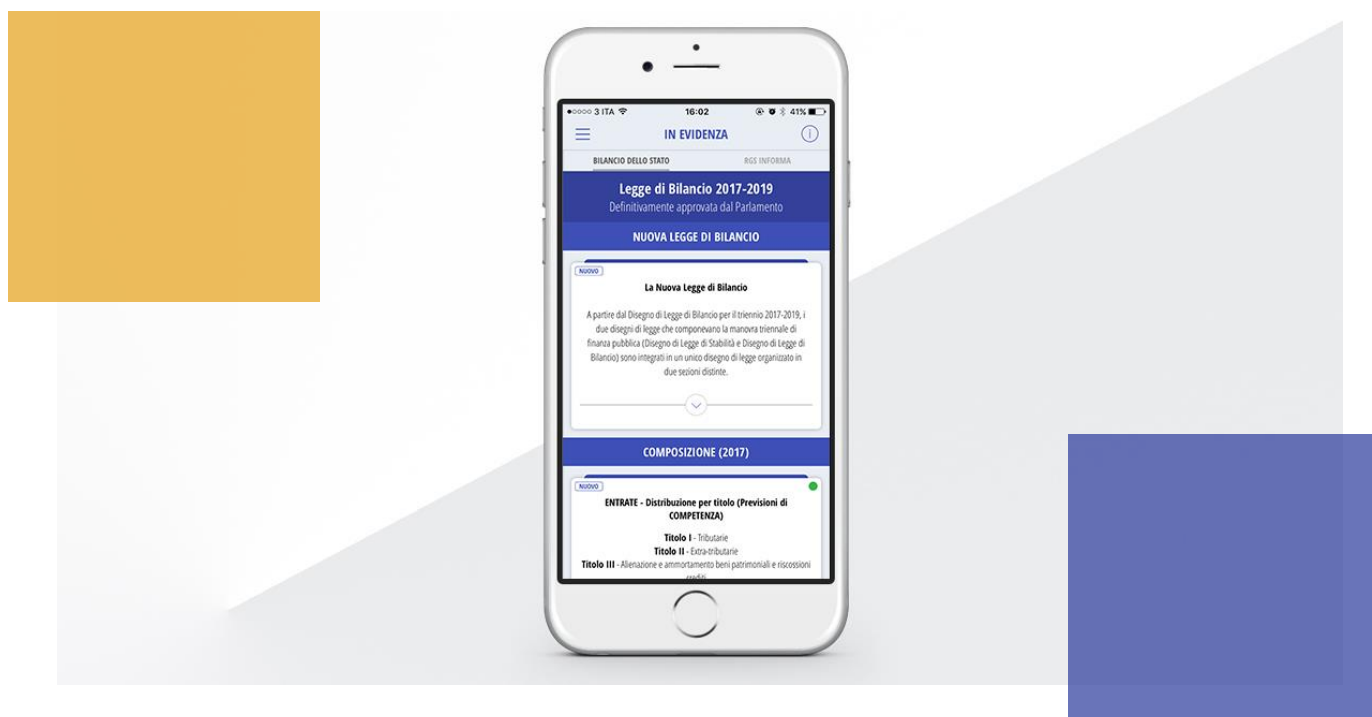 3 ITA 16:02 41%
IN EVIDENZA
BILANCIO DELLO STATO RGS INFORMA
Legge di Bilancio 2017-2019
Definitivamente approvata dal Parlamento
NUOVA LEGGE DI BILANCIO
NUOVO
La Nuova Legge di Bilancio
A partire dal Disegno di Legge di Bilancio per il triennio 2017-2019, i
due disegni di legge che componevano la manovra triennale di
finanza pubblica (Disegno di Legge di Stabilità e Disegno di Legge di
Bilancio) sono integrati in un unico disegno di legge organizzato in
due sezioni distinte.
COMPOSIZIONE (2017)
NUOVO
ENTRATE - Distribuzione per titolo (Previsioni di
COMPETENZA)
Titolo I - Tributarie
Titolo II - Extra-tributarie
Titolo III - Alienazione e ammortamento beni patrimoniali e riscossioni